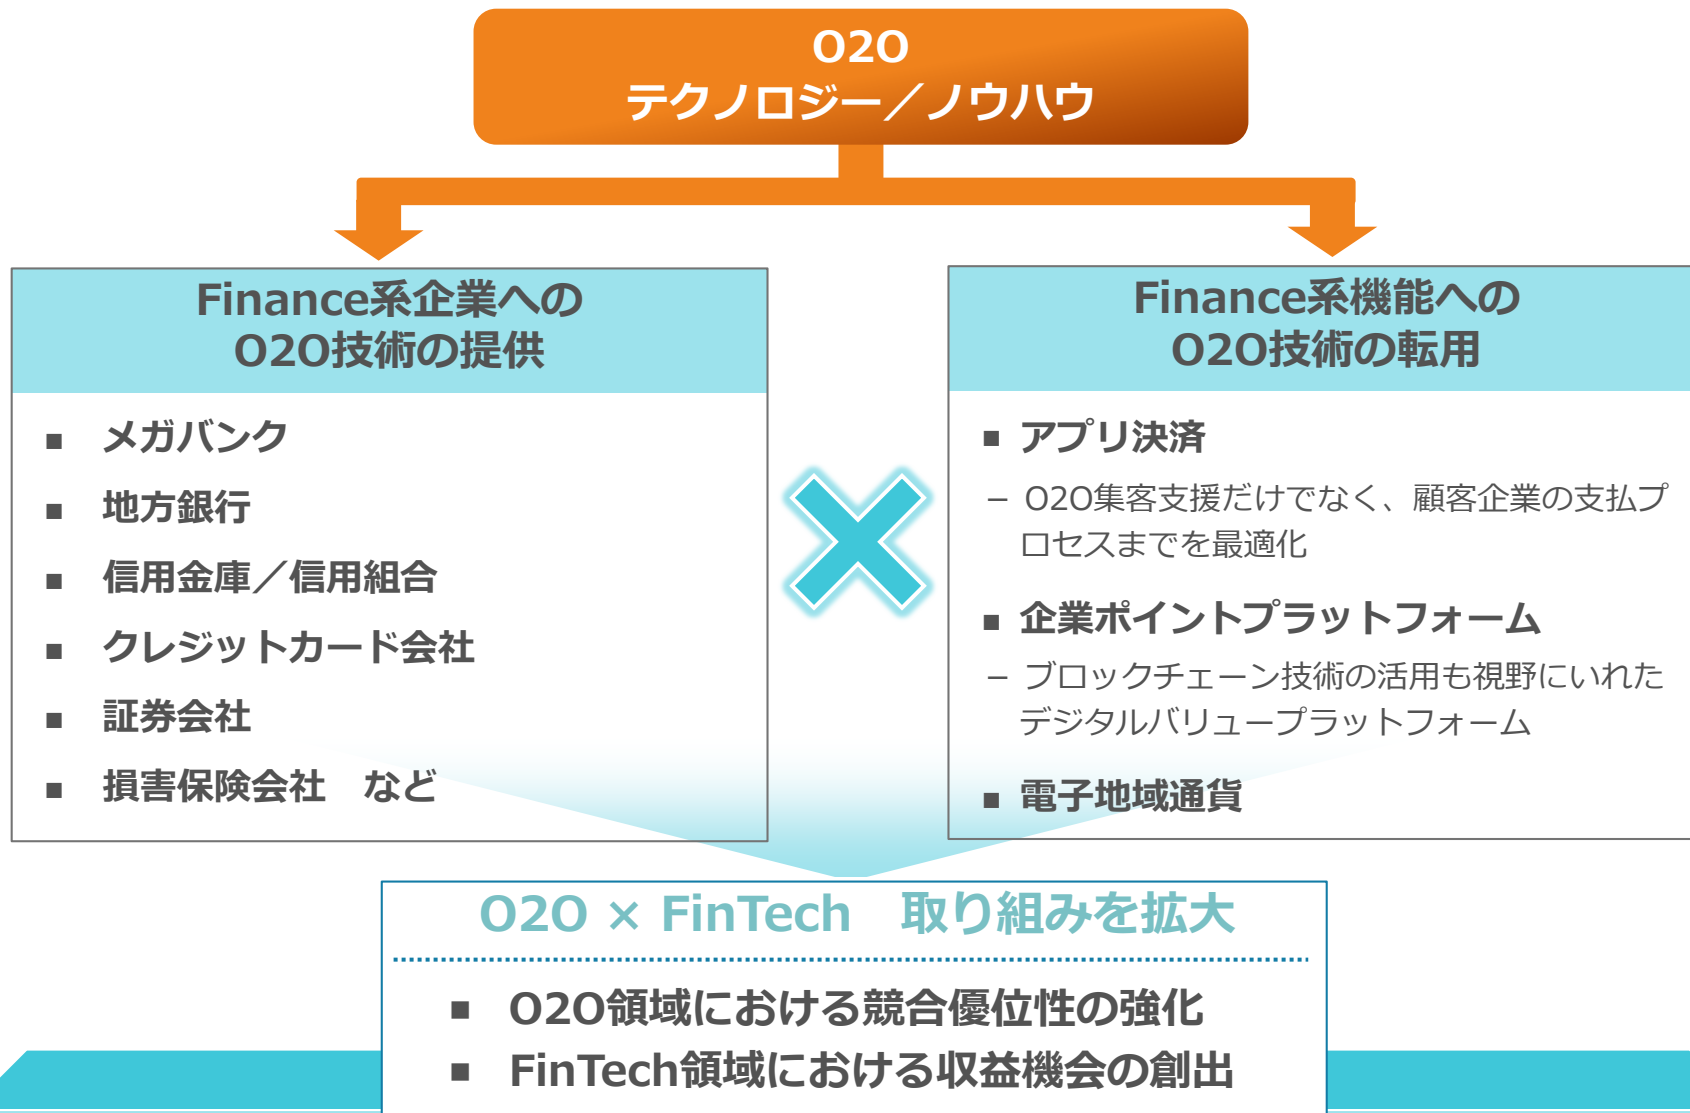 O2O
テクノロジー／ノウハウ
Finance系企業への
O2O技術の提供
■ メガバンク
■ 地方銀行
■ 信用金庫／信用組合
■ クレジットカード会社
■ 証券会社
■ 損害保険会社　など
Finance系機能への
O2O技術の転用
■ アプリ決済
－ O2O集客支援だけでなく、顧客企業の支払プ
ロセスまでを最適化
■ 企業ポイントプラットフォーム
－ ブロックチェーン技術の活用も視野にいれた
デジタルバリュープラットフォーム
■ 電子地域通貨
O2O × FinTech　取り組みを拡大
■ O2O領域における競合優位性の強化
■ FinTech領域における収益機会の創出